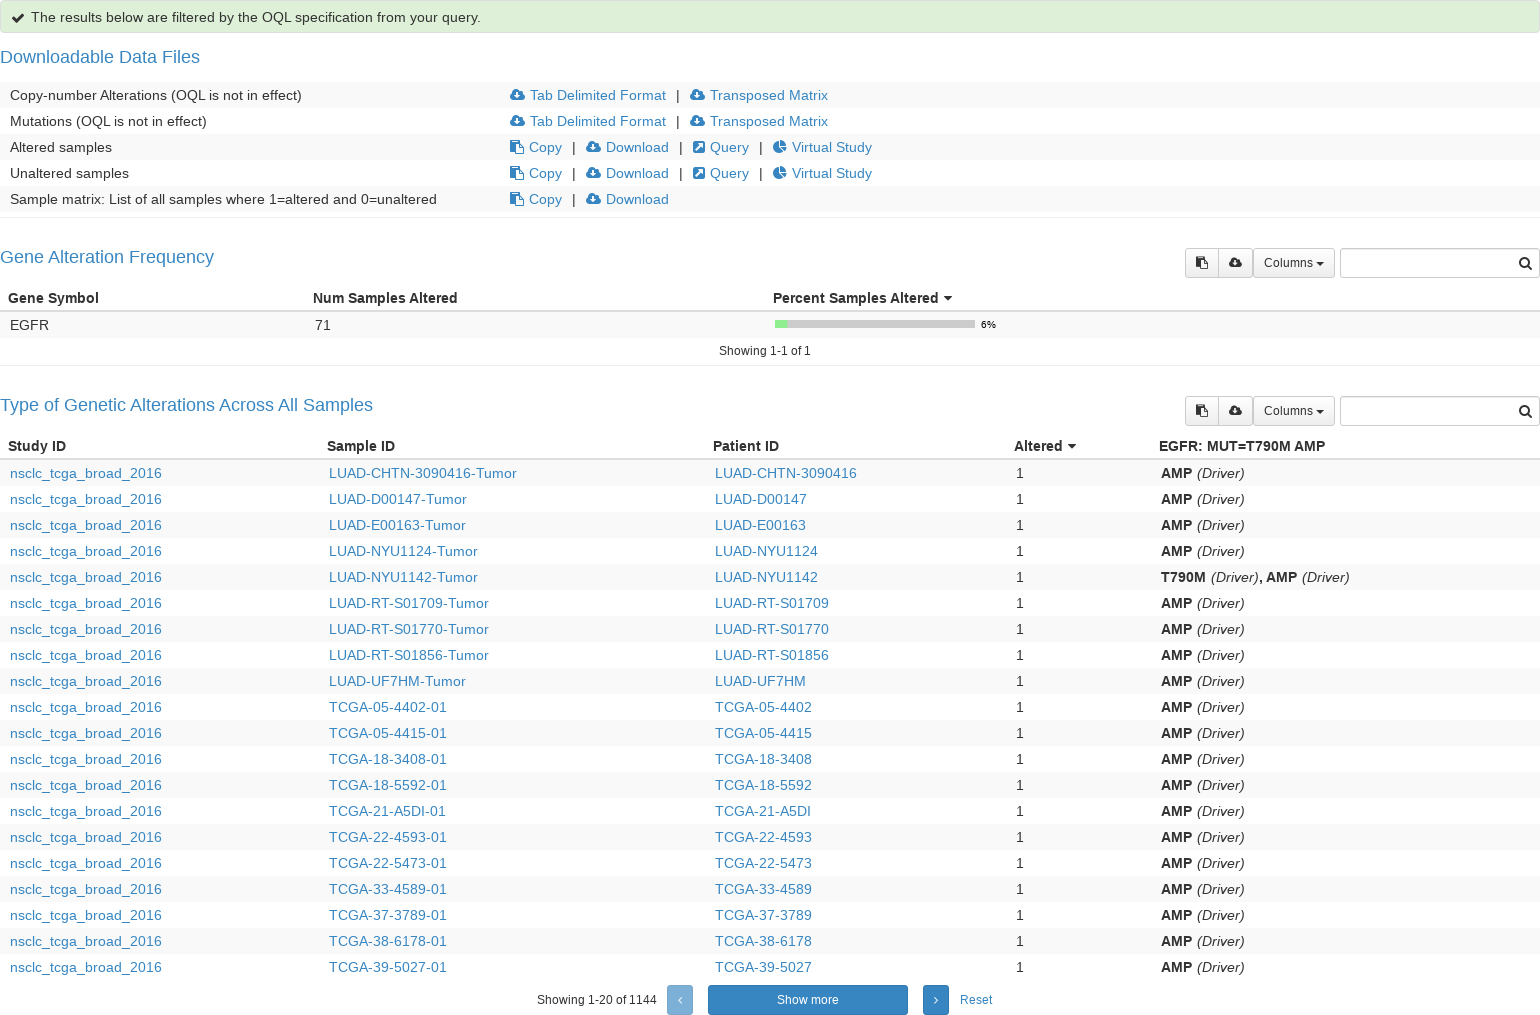 The results below are filtered by the OQL specification from your query.
Downloadable Data Files
Copy-number Alterations (OQL is not in effect) Tab Delimited Format | Transposed Matrix
Mutations (OQL is not in effect) Tab Delimited Format | Transposed Matrix
Altered samples Copy | Download | Query | Virtual Study
Unaltered samples Copy | Download | Query | Virtual Study
Sample matrix: List of all samples where 1=altered and 0=unaltered Copy | Download
Gene Alteration Frequency Columns
Gene Symbol Num Samples Altered Percent Samples Altered
EGFR 71 6%
Showing 1-1 of 1
Type of Genetic Alterations Across All Samples Columns
Study ID Sample ID Patient ID Altered EGFR: MUT=T790M AMP
nsclc_tcga_broad_2016 LUAD-CHTN-3090416-Tumor LUAD-CHTN-3090416 1 AMP (Driver)
nsclc_tcga_broad_2016 LUAD-D00147-Tumor LUAD-D00147 1 AMP (Driver)
nsclc_tcga_broad_2016 LUAD-E00163-Tumor LUAD-E00163 1 AMP (Driver)
nsclc_tcga_broad_2016 LUAD-NYU1124-Tumor LUAD-NYU1124 1 AMP (Driver)
nsclc_tcga_broad_2016 LUAD-NYU1142-Tumor LUAD-NYU1142 1 T790M (Driver), AMP (Driver)
nsclc_tcga_broad_2016 LUAD-RT-S01709-Tumor LUAD-RT-S01709 1 AMP (Driver)
nsclc_tcga_broad_2016 LUAD-RT-S01770-Tumor LUAD-RT-S01770 1 AMP (Driver)
nsclc_tcga_broad_2016 LUAD-RT-S01856-Tumor LUAD-RT-S01856 1 AMP (Driver)
nsclc_tcga_broad_2016 LUAD-UF7HM-Tumor LUAD-UF7HM 1 AMP (Driver)
nsclc_tcga_broad_2016 TCGA-05-4402-01 TCGA-05-4402 1 AMP (Driver)
nsclc_tcga_broad_2016 TCGA-05-4415-01 TCGA-05-4415 1 AMP (Driver)
nsclc_tcga_broad_2016 TCGA-18-3408-01 TCGA-18-3408 1 AMP (Driver)
nsclc_tcga_broad_2016 TCGA-18-5592-01 TCGA-18-5592 1 AMP (Driver)
nsclc_tcga_broad_2016 TCGA-21-A5DI-01 TCGA-21-A5DI 1 AMP (Driver)
nsclc_tcga_broad_2016 TCGA-22-4593-01 TCGA-22-4593 1 AMP (Driver)
nsclc_tcga_broad_2016 TCGA-22-5473-01 TCGA-22-5473 1 AMP (Driver)
nsclc_tcga_broad_2016 TCGA-33-4589-01 TCGA-33-4589 1 AMP (Driver)
nsclc_tcga_broad_2016 TCGA-37-3789-01 TCGA-37-3789 1 AMP (Driver)
nsclc_tcga_broad_2016 TCGA-38-6178-01 TCGA-38-6178 1 AMP (Driver)
nsclc_tcga_broad_2016 TCGA-39-5027-01 TCGA-39-5027 1 AMP (Driver)
Showing 1-20 of 1144 ‹ Show more › Reset